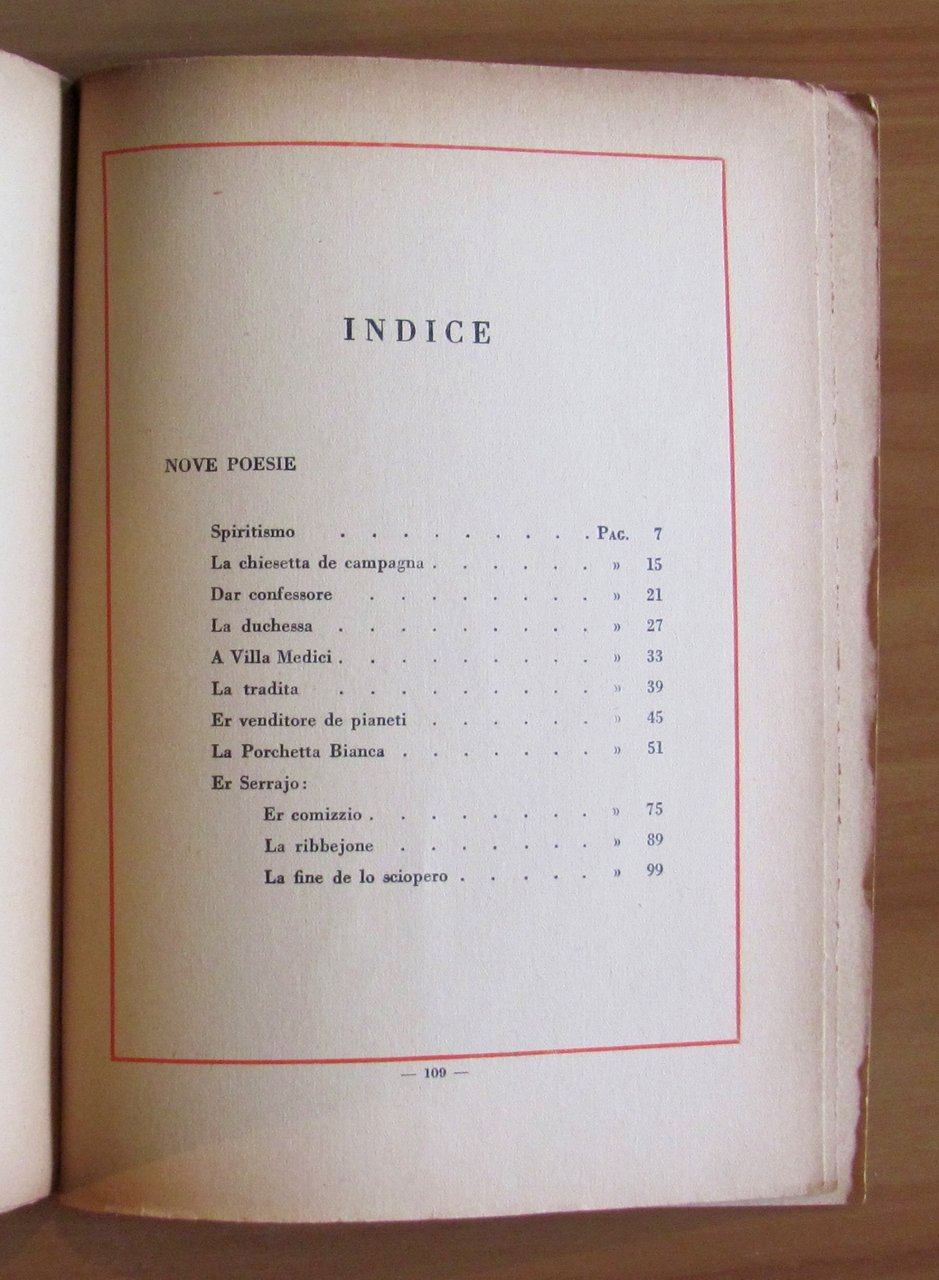 INDICE
NOVE POESIE
Spiritismo . . . . . . . . . PAG. 7
La chiesetta de campagna . . . . . . » 15
Dar confessore . . . . . . . . » 21
La duchessa . . . . . . . . . » 27
A Villa Medici . . . . . . . . . » 33
La tradita . . . . . . . . . » 39
Er venditore de pianeti . . . . . . » 45
La Porchetta Bianca . . . . . . . » 51
Er Serrajo:
Er comizzio . . . . . . . . » 75
La ribbejone . . . . . . . » 89
La fine de lo sciopero . . . . . » 99
— 109 —